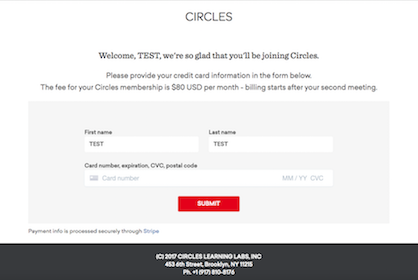 CIRCLES
Welcome, TEST, we're so glad that you'll be joining Circles.
Please provide your credit card information in the form below.
The fee for your Circles membership is $80 USD per month - billing starts after your second meeting.
First name
Last name
TEST
TEST
Card number, expiration, CVC, postal code
Card number
MM / YY CVC
SUBMIT
Payment info is processed securely through Stripe
(C) 2017 CIRCLES LEARNING LABS, INC
453 6th Street, Brooklyn, NY 11215
Ph. +1 (917) 810-8176